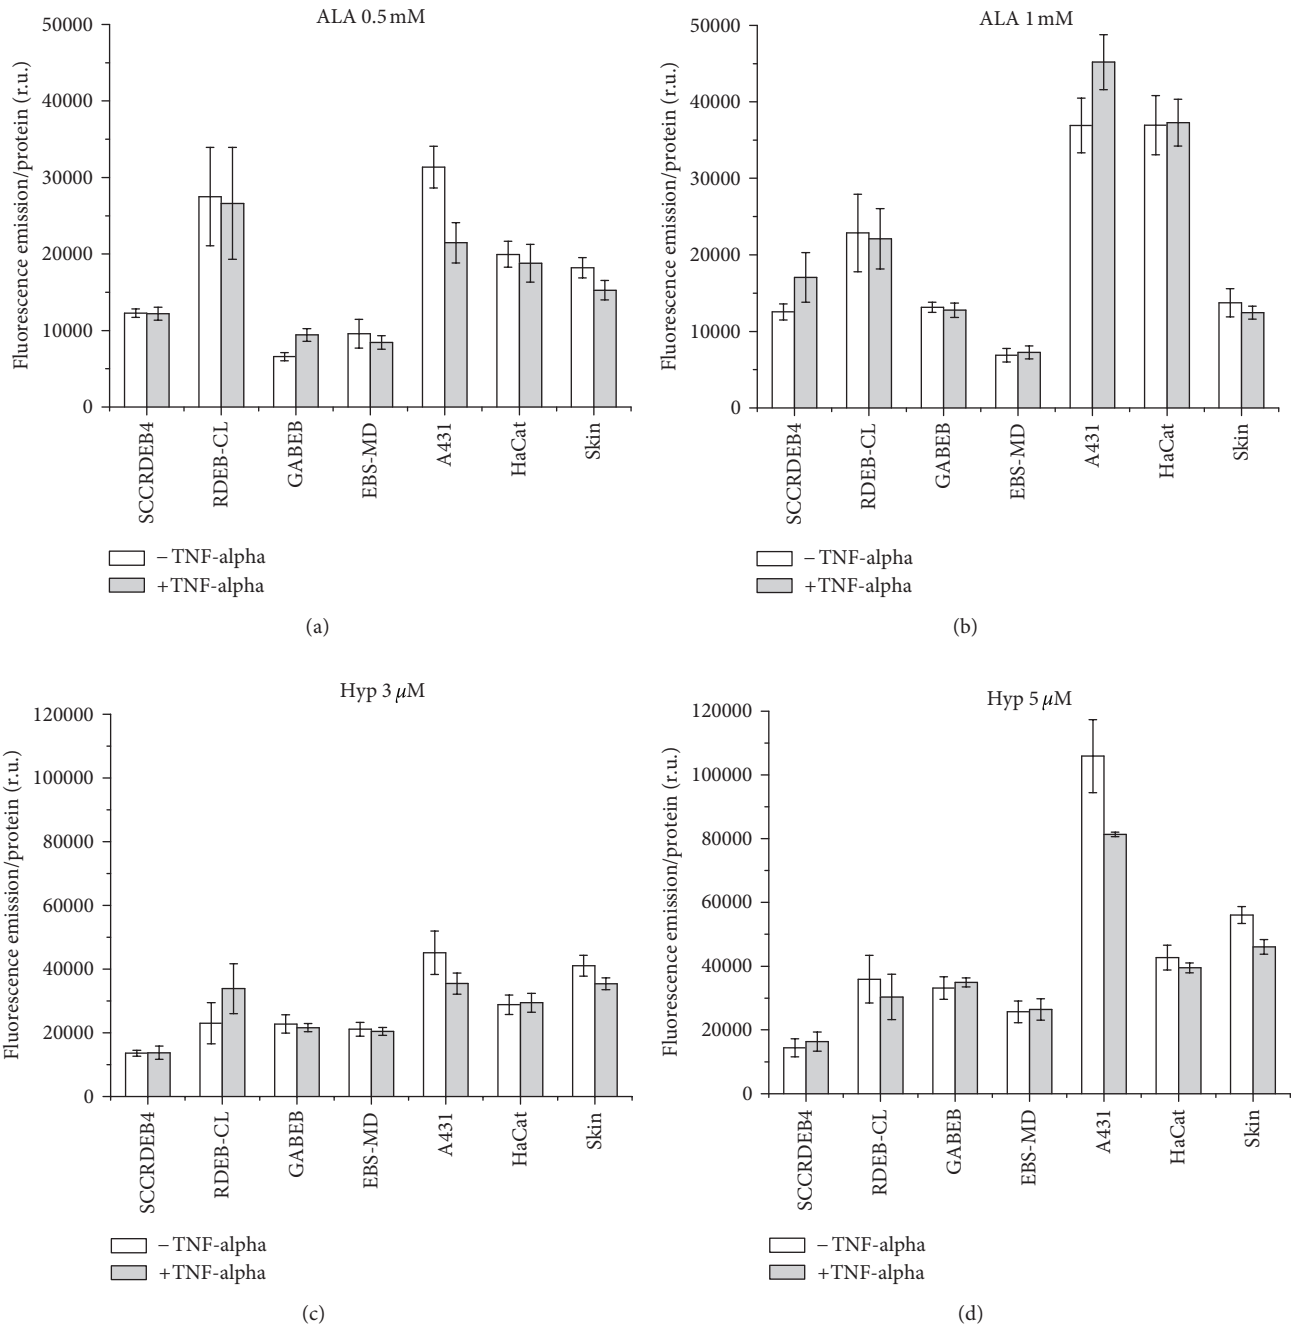 ALA 0.5 mM
Fluorescence emission/protein (r.u.)
50000
40000
30000
20000
10000
0
SCCRDEB4
RDEB-CL
GABEB
EBS-MD
A431
HaCat
Skin
− TNF-alpha
+TNF-alpha
(a)
ALA 1 mM
Fluorescence emission/protein (r.u.)
50000
40000
30000
20000
10000
0
SCCRDEB4
RDEB-CL
GABEB
EBS-MD
A431
HaCat
Skin
− TNF-alpha
+TNF-alpha
(b)
Hyp 3 μM
Fluorescence emission/protein (r.u.)
120000
100000
80000
60000
40000
20000
0
SCCRDEB4
RDEB-CL
GABEB
EBS-MD
A431
HaCat
Skin
− TNF-alpha
+TNF-alpha
(c)
Hyp 5 μM
Fluorescence emission/protein (r.u.)
120000
100000
80000
60000
40000
20000
0
SCCRDEB4
RDEB-CL
GABEB
EBS-MD
A431
HaCat
Skin
− TNF-alpha
+TNF-alpha
(d)